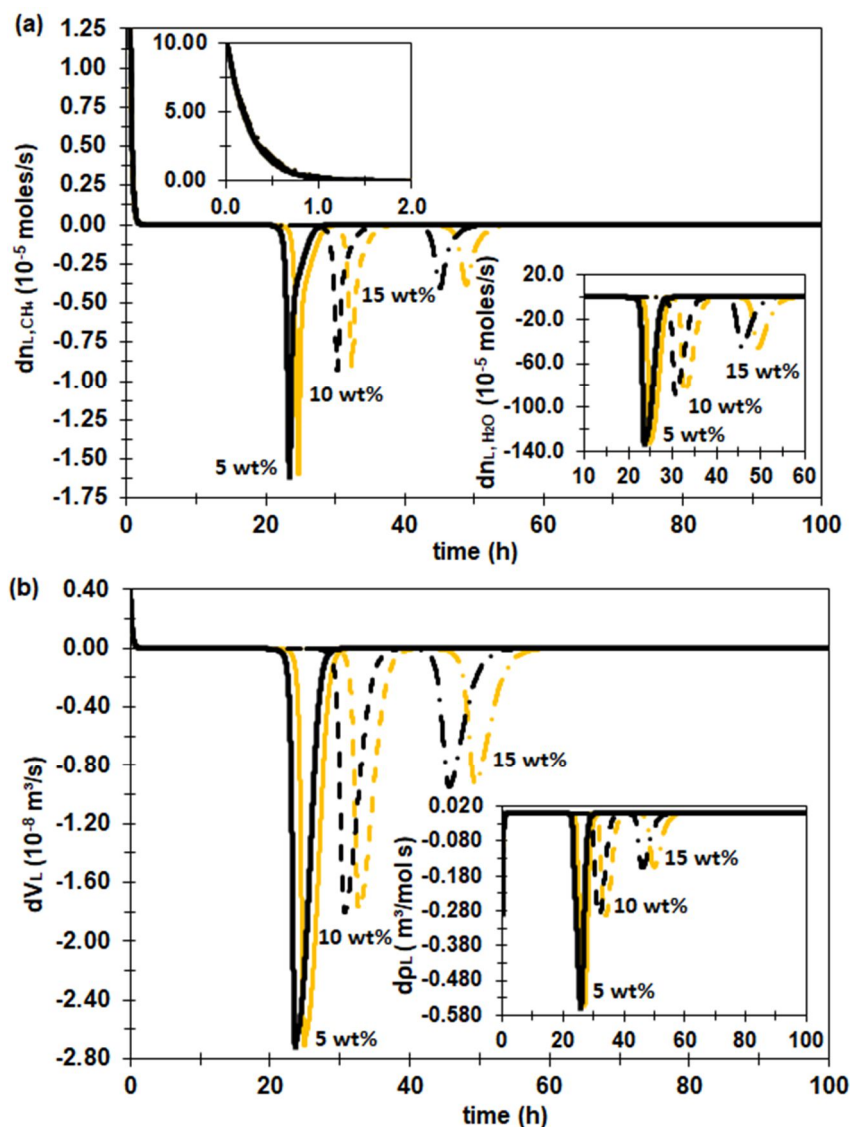 (a)
1.25
1.00
0.75
0.50
0.25
0.00
-0.25
-0.50
-0.75
-1.00
-1.25
-1.50
-1.75
dnL,CH₄ (10⁻⁵ moles/s)
10.00
5.00
0.00
0.0 1.0 2.0
15 wt%
10 wt%
5 wt%
20.0
-20.0
-60.0
-100.0
-140.0
dnL, H2O (10⁻⁵ moles/s)
15 wt%
10 wt%
5 wt%
10 20 30 40 50 60
0 20 40 60 80 100
time (h)
(b)
0.40
0.00
-0.40
-0.80
-1.20
-1.60
-2.00
-2.40
-2.80
dVL (10⁻⁸ m³/s)
15 wt%
10 wt%
5 wt%
0.020
-0.080
-0.180
-0.280
-0.380
-0.480
-0.580
dρL ( m³/mol s)
15 wt%
10 wt%
5 wt%
0 20 40 60 80 100
0 20 40 60 80 100
time (h)